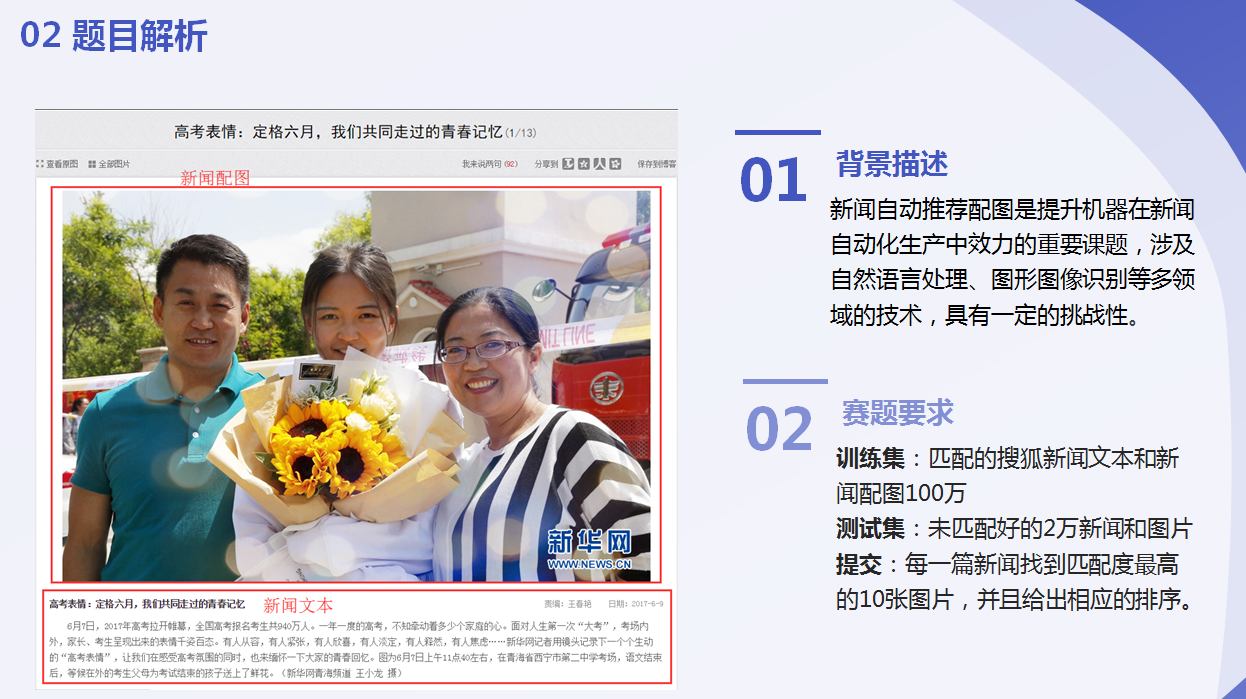 02 题目解析
高考表情：定格六月，我们共同走过的青春记忆(1/13)
查看原图 全部图片 我来说两句(92) 分享到 保存到博客
新闻配图
新华网
WWW.NEWS.CN
高考表情：定格六月，我们共同走过的青春记忆 新闻文本 责编：王春艳 日期：2017-6-9
6月7日，2017年高考拉开帷幕，全国高考报名考生共940万人。一年一度的高考，不知牵动着多少个家庭的心。面对人生第一次“大考”，考场内
外，家长、考生呈现出来的表情千姿百态。有人从容，有人紧张，有人欣喜，有人淡定，有人释然，有人焦虑……新华网记者用镜头记录下一个个生动
的“高考表情”，让我们在感受高考氛围的同时，也来缅怀一下大家的青春回忆。图为6月7日上午11点40左右，在青海省西宁市第二中学考场，语文结束
后，等候在外的考生父母为考试结束的孩子送上了鲜花。（新华网青海频道 王小龙 摄）
01 背景描述
新闻自动推荐配图是提升机器在新闻
自动化生产中效力的重要课题，涉及
自然语言处理、图形图像识别等多领
域的技术，具有一定的挑战性。
02 赛题要求
训练集：匹配的搜狐新闻文本和新
闻配图100万
测试集：未匹配好的2万新闻和图片
提交：每一篇新闻找到匹配度最高
的10张图片，并且给出相应的排序。